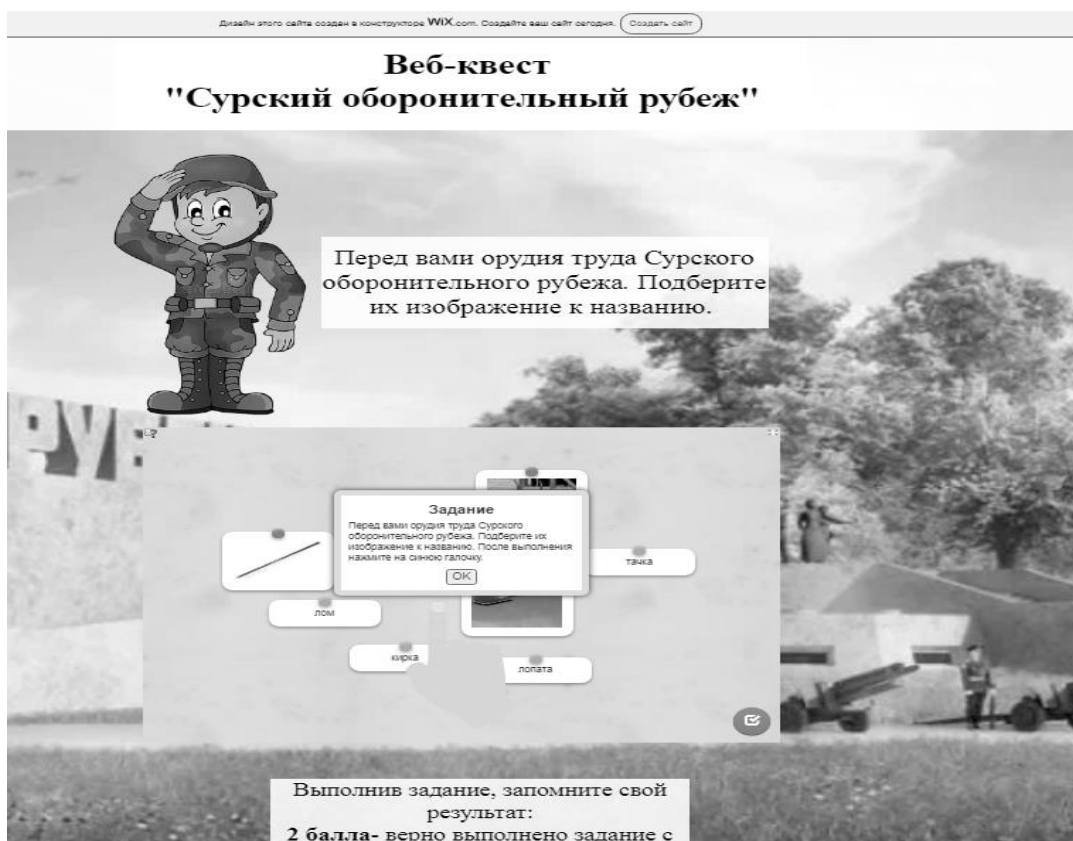 Дизайн этого сайта создан в конструкторе WiX.com. Создайте ваш сайт сегодня. Создать сайт
Веб-квест
"Сурский оборонительный рубеж"
Перед вами орудия труда Сурского
оборонительного рубежа. Подберите
их изображение к названию.
Задание
Перед вами орудия труда Сурского
оборонительного рубежа. Подберите их
изображение к названию. После выполнения
нажмите на синюю галочку.
OK
тачка
лом
кирка
лопата
Выполнив задание, запомните свой
результат:
2 балла- верно выполнено задание с